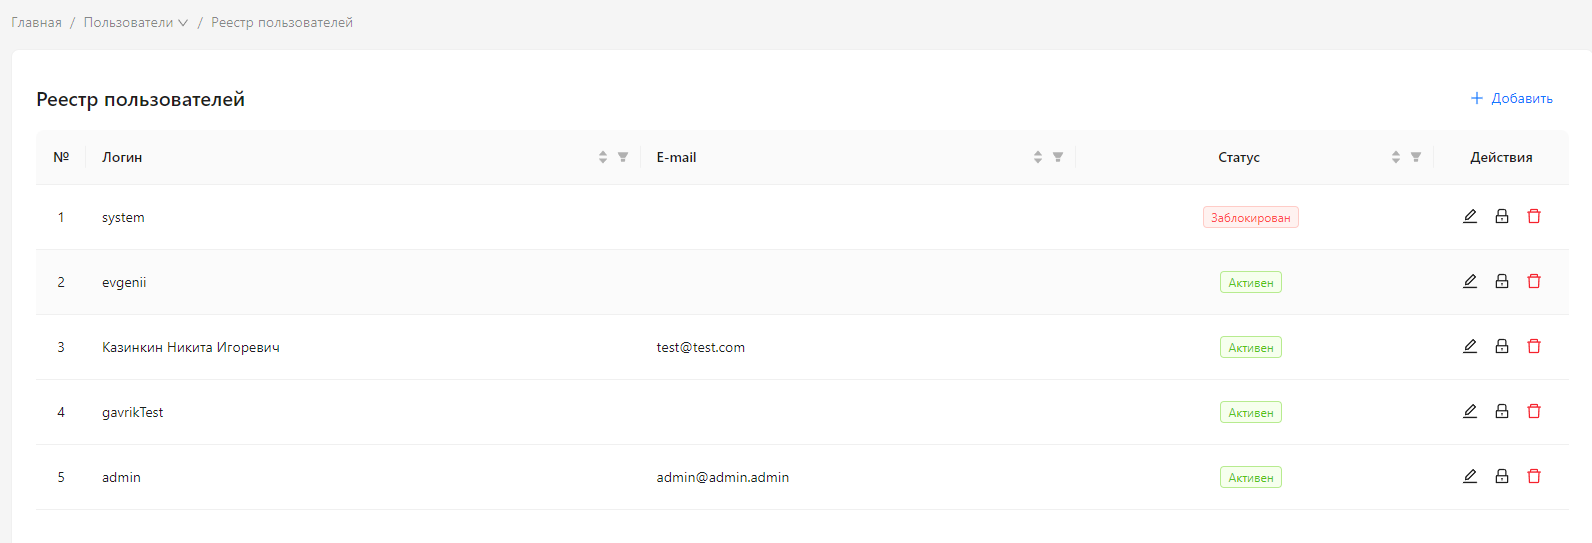 Главная / Пользователи / Реестр пользователей
Реестр пользователей
+ Добавить
№ Логин E-mail Статус Действия
1 system Заблокирован
2 evgenii Активен
3 Казинкин Никита Игоревич test@test.com Активен
4 gavrikTest Активен
5 admin admin@admin.admin Активен